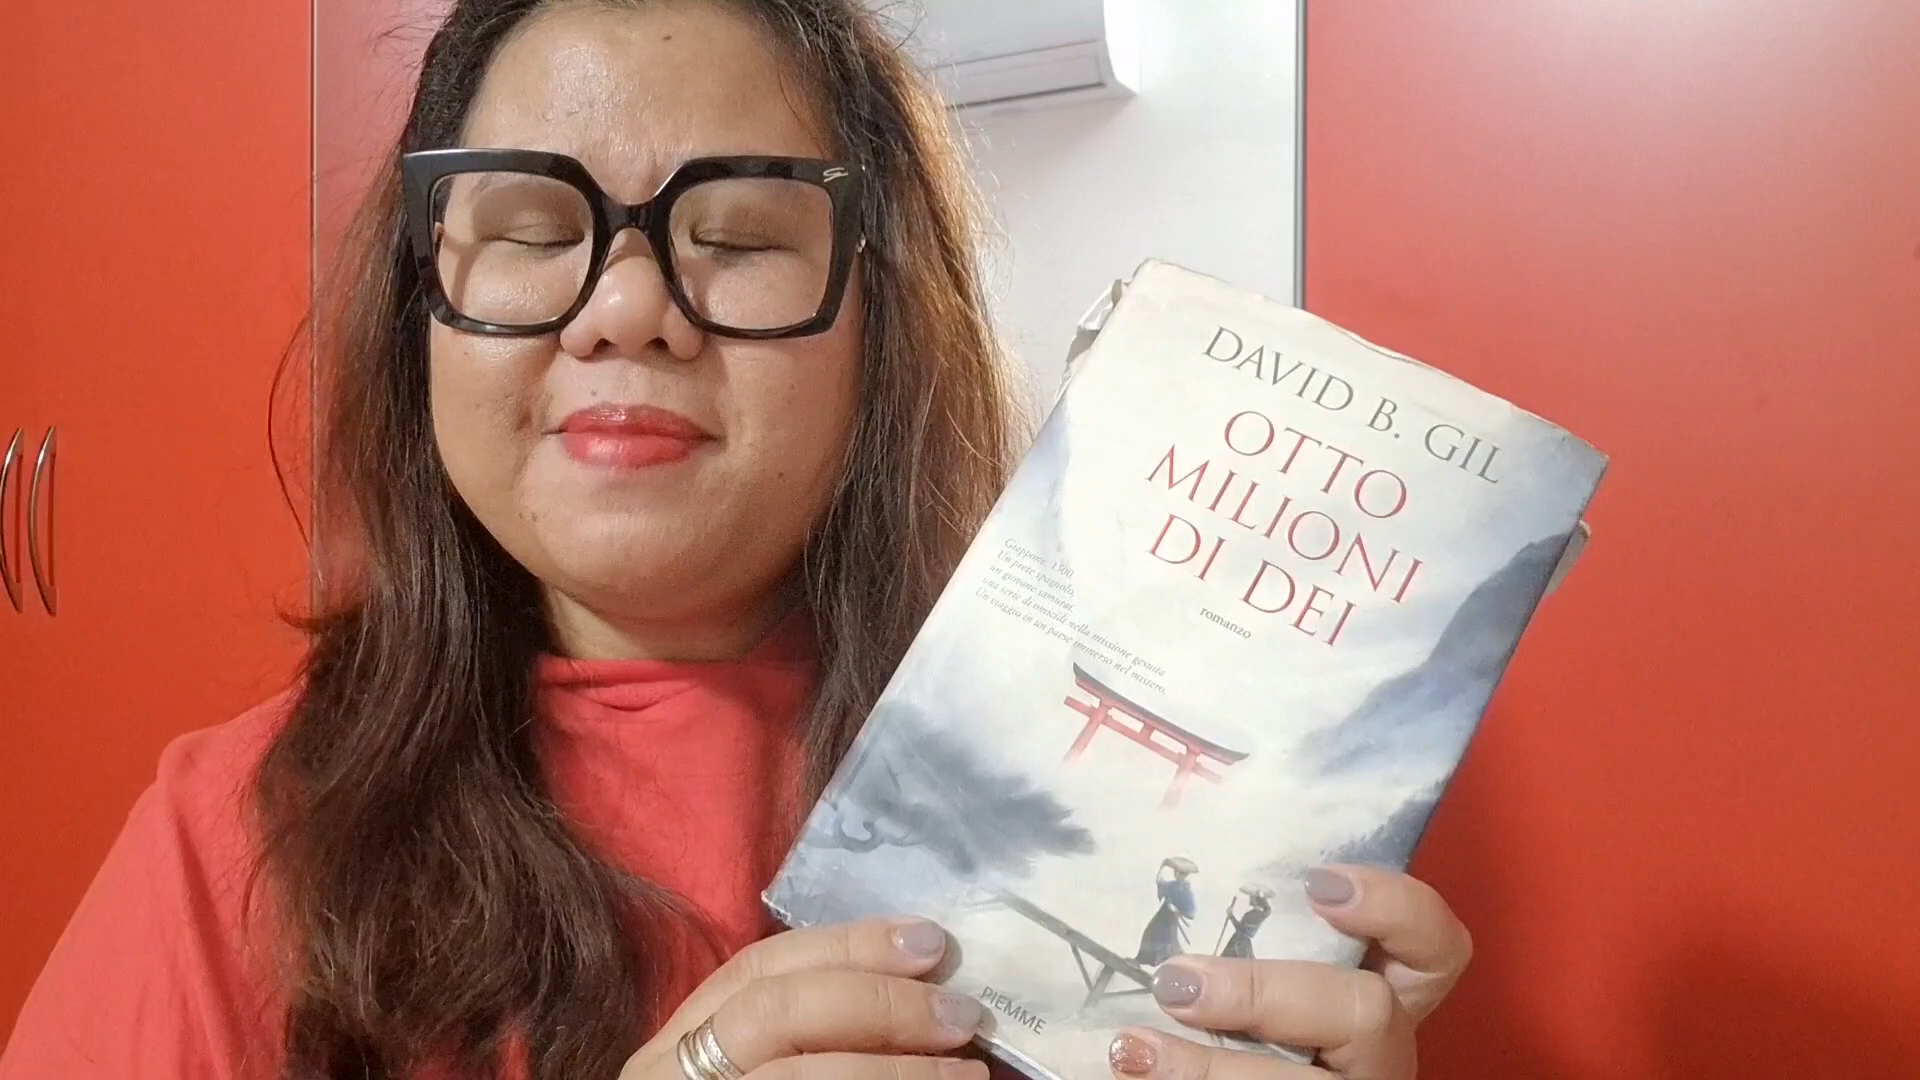 DAVID B. GIL
OTTO
MILIONI
DI DEI
romanzo
Giappone, 1500.
Un prete spagnolo,
un giovane samurai,
una serie di omicidi nella missione gesuita.
Un viaggio in un paese immerso nel mistero.
PIEMME